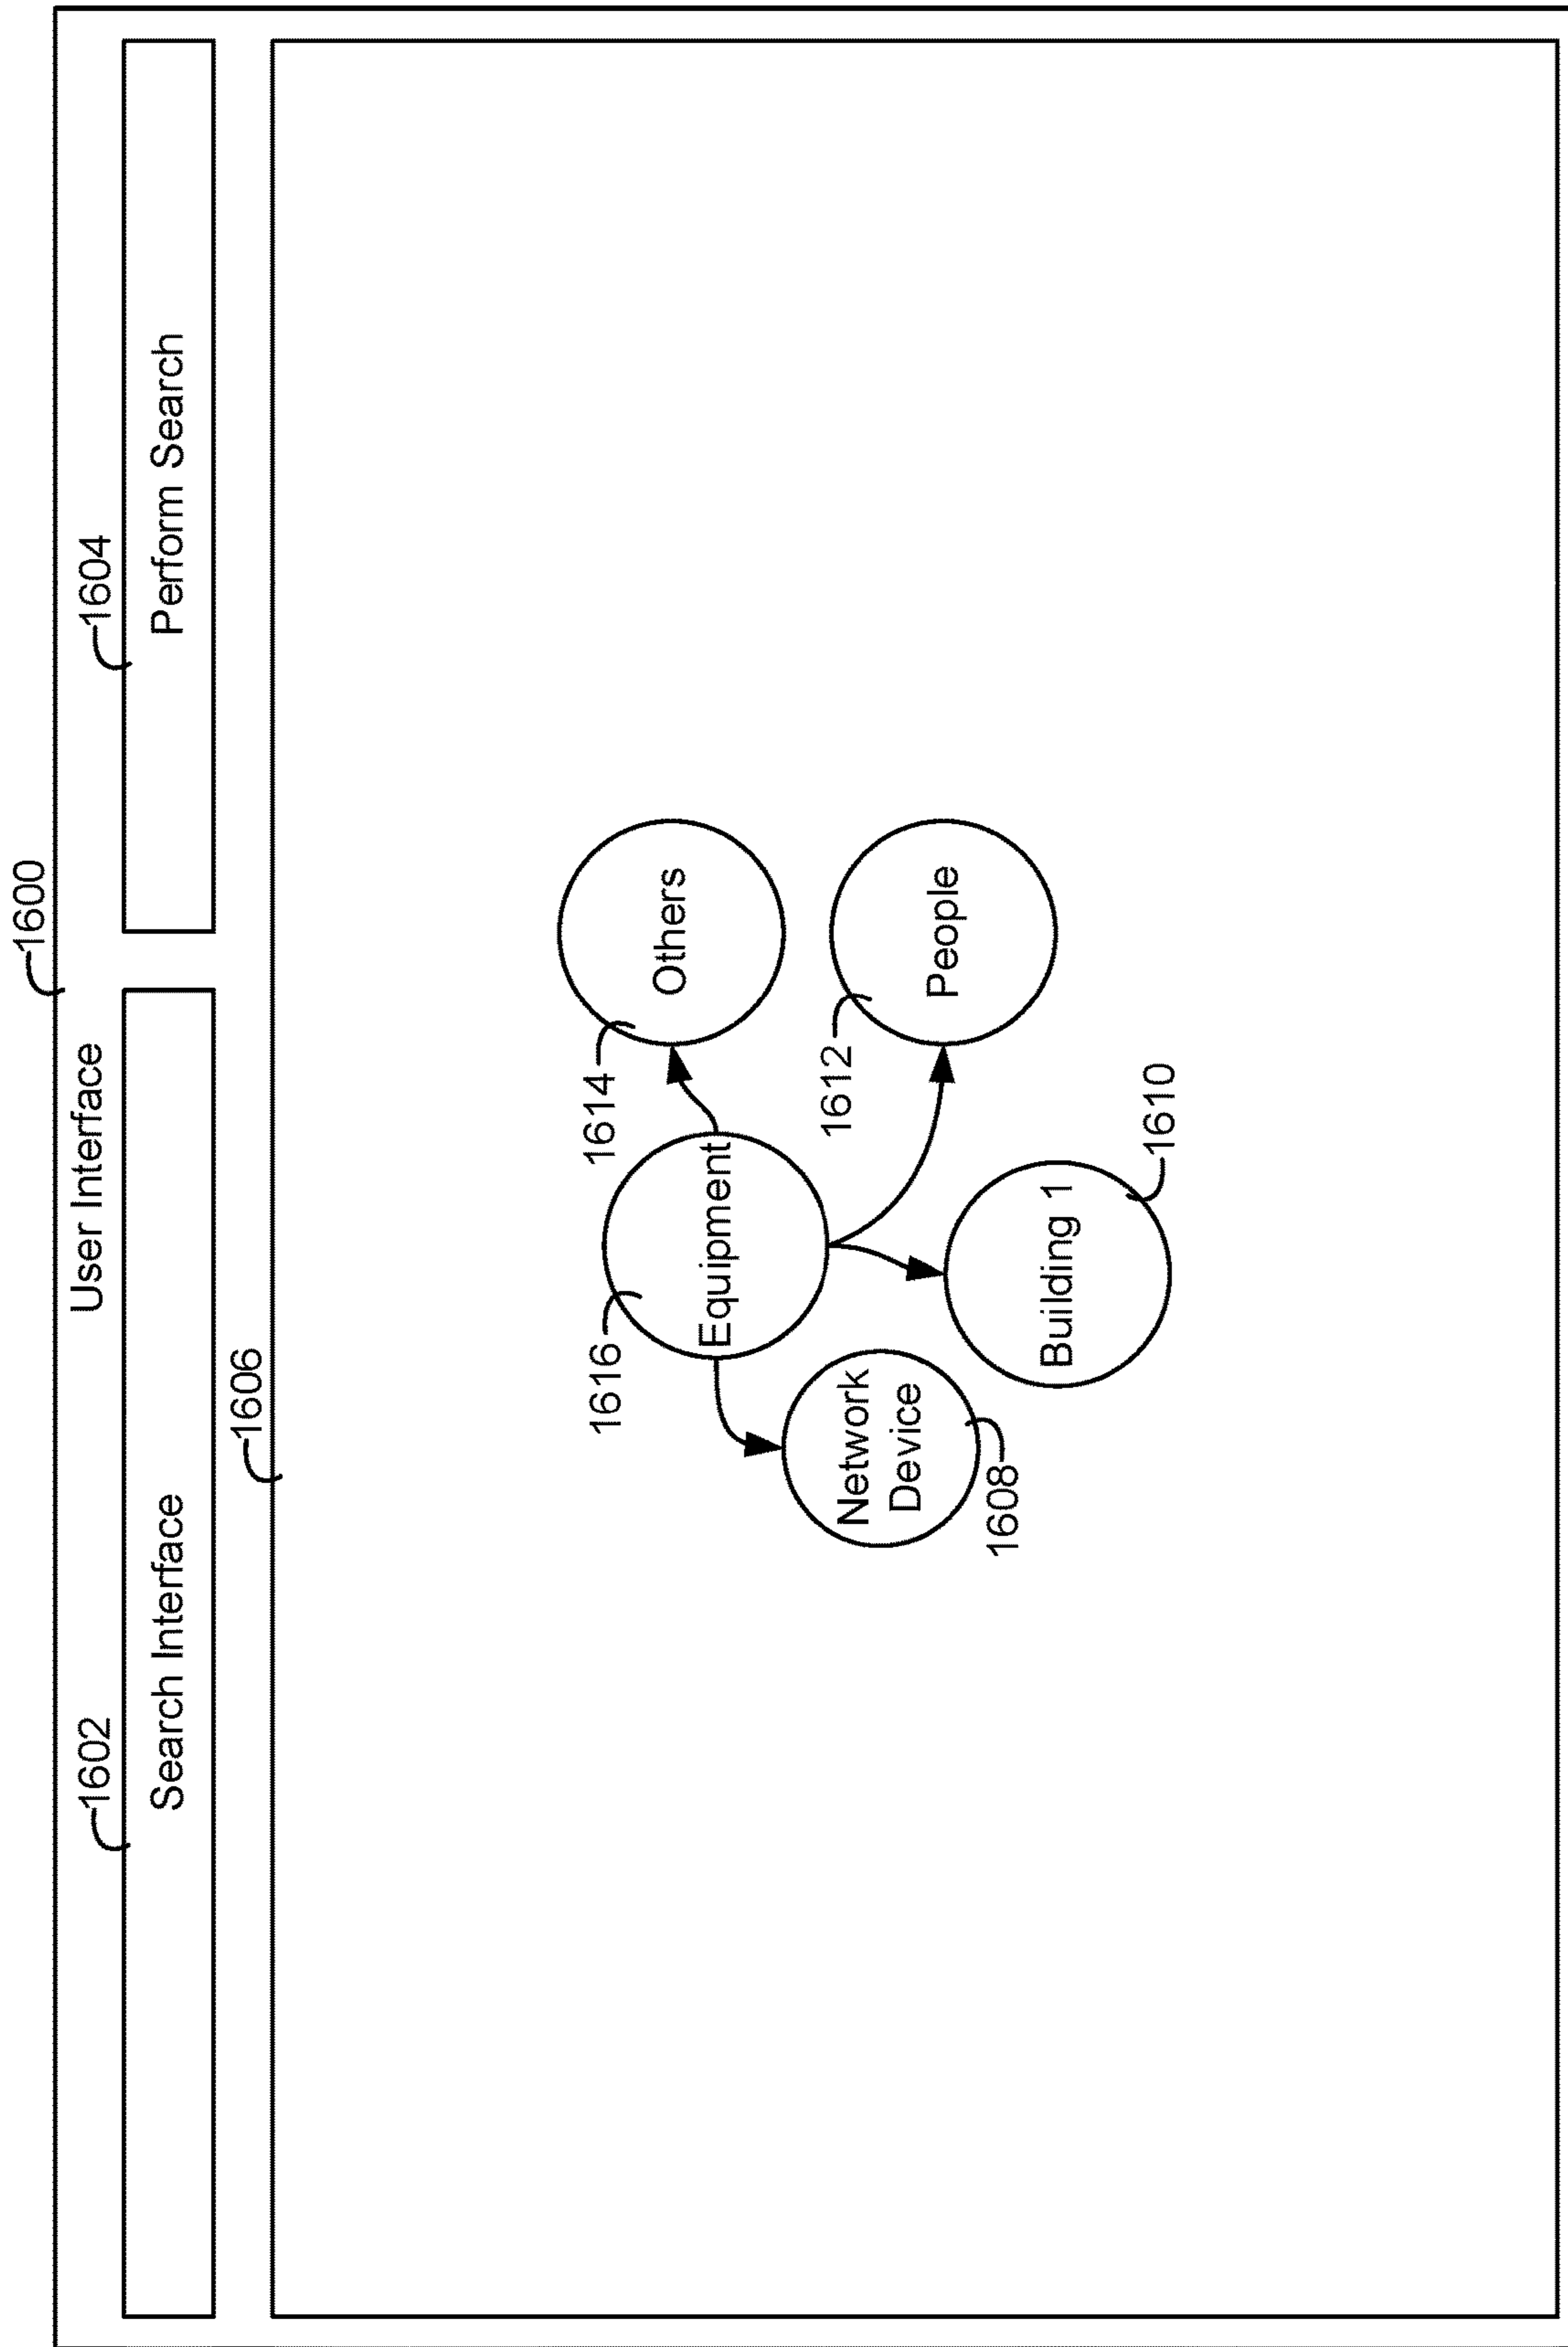 1600
User Interface
1602
1604
Search Interface
Perform Search
1606
1614
Others
1616
Equipment
1612
People
Network
Device
1608
Building 1
1610